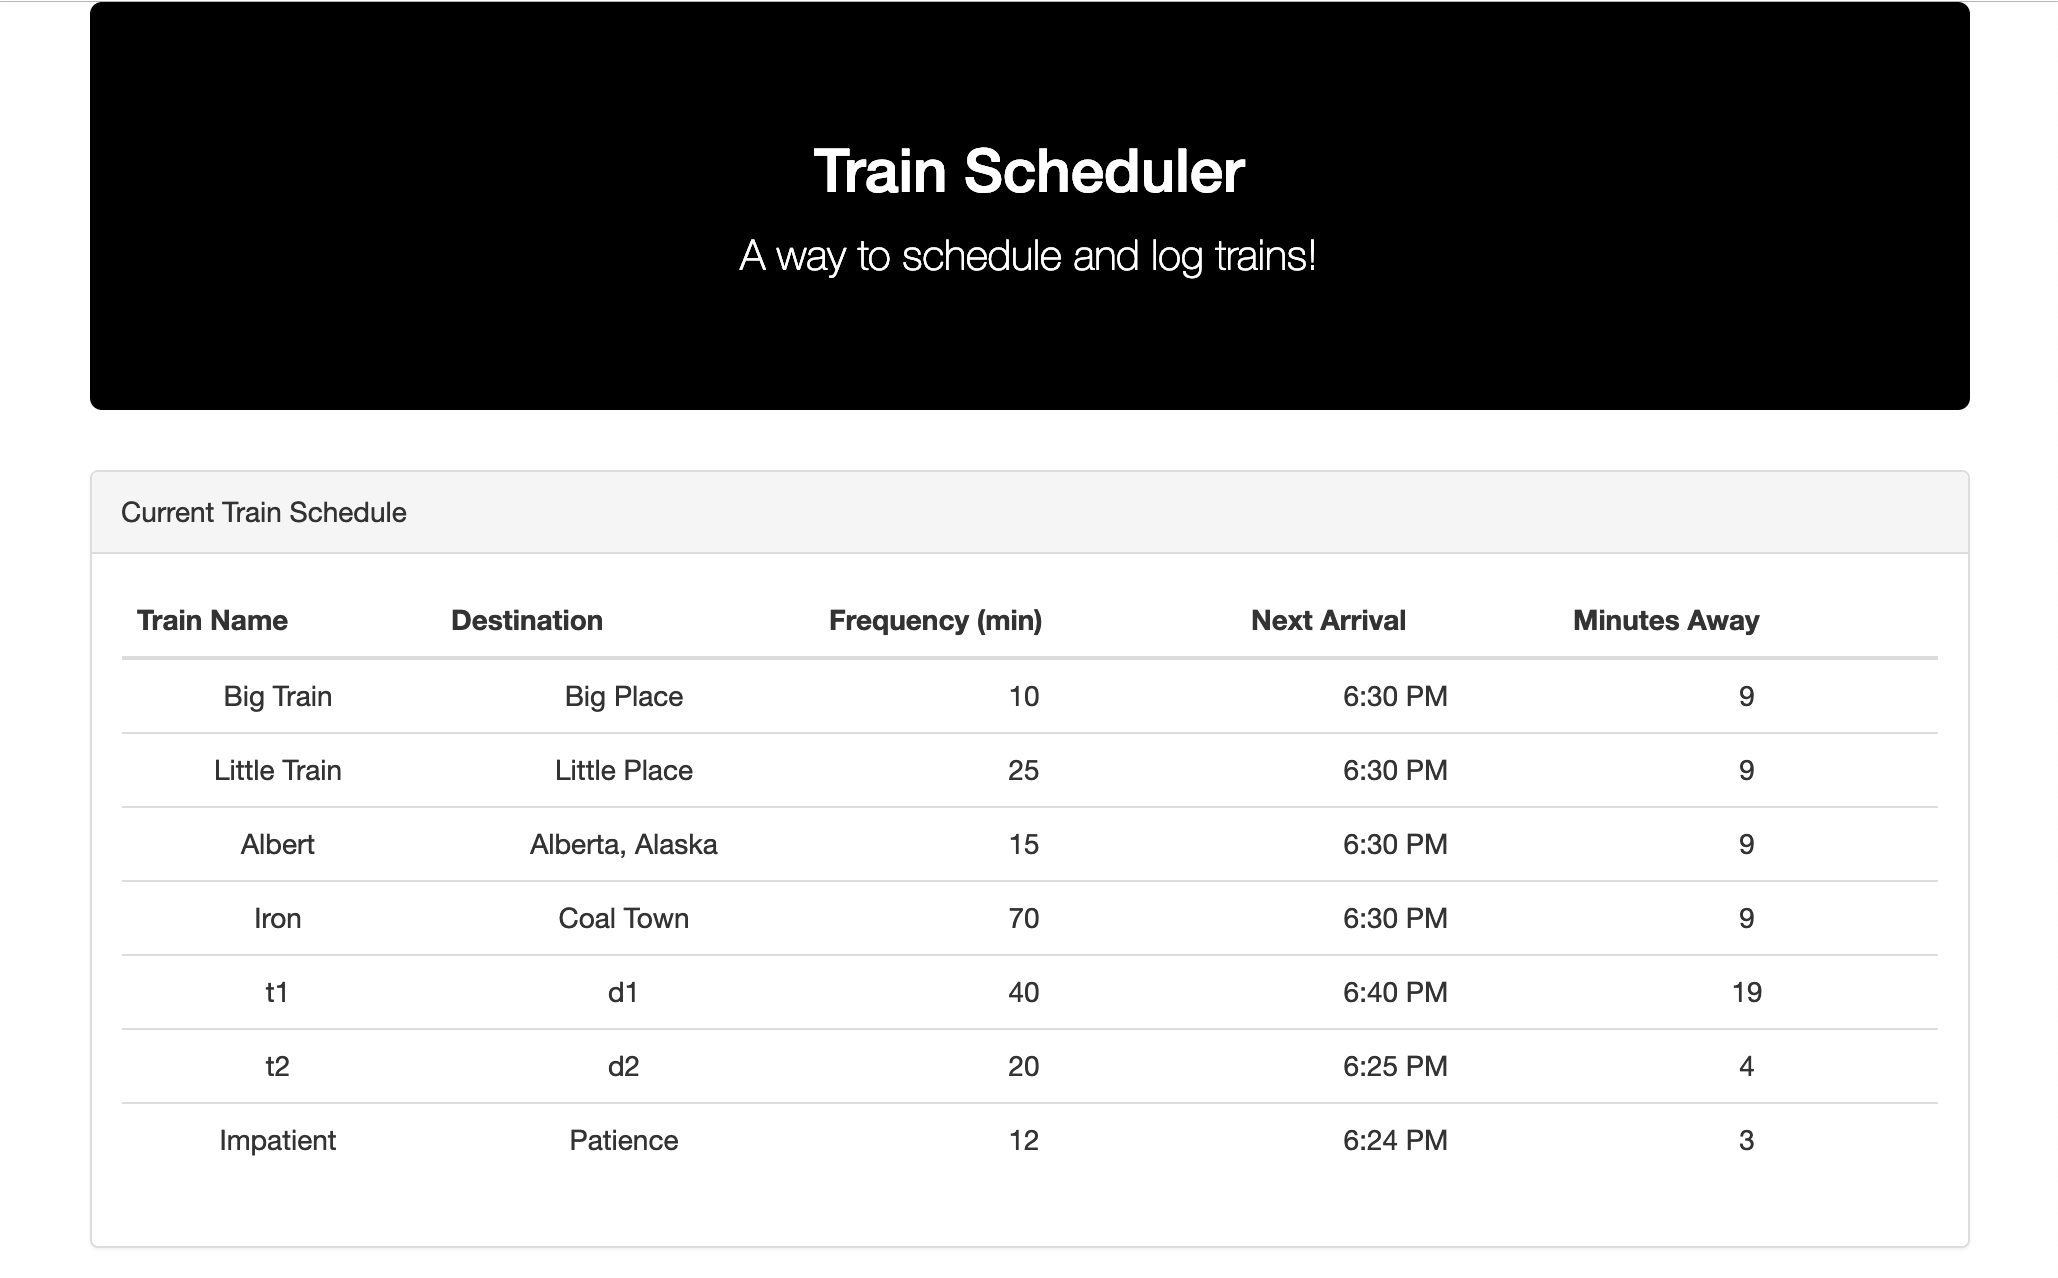 Train Scheduler
A way to schedule and log trains!
Current Train Schedule
Train Name Destination Frequency (min) Next Arrival Minutes Away
Big Train Big Place 10 6:30 PM 9
Little Train Little Place 25 6:30 PM 9
Albert Alberta, Alaska 15 6:30 PM 9
Iron Coal Town 70 6:30 PM 9
t1 d1 40 6:40 PM 19
t2 d2 20 6:25 PM 4
Impatient Patience 12 6:24 PM 3